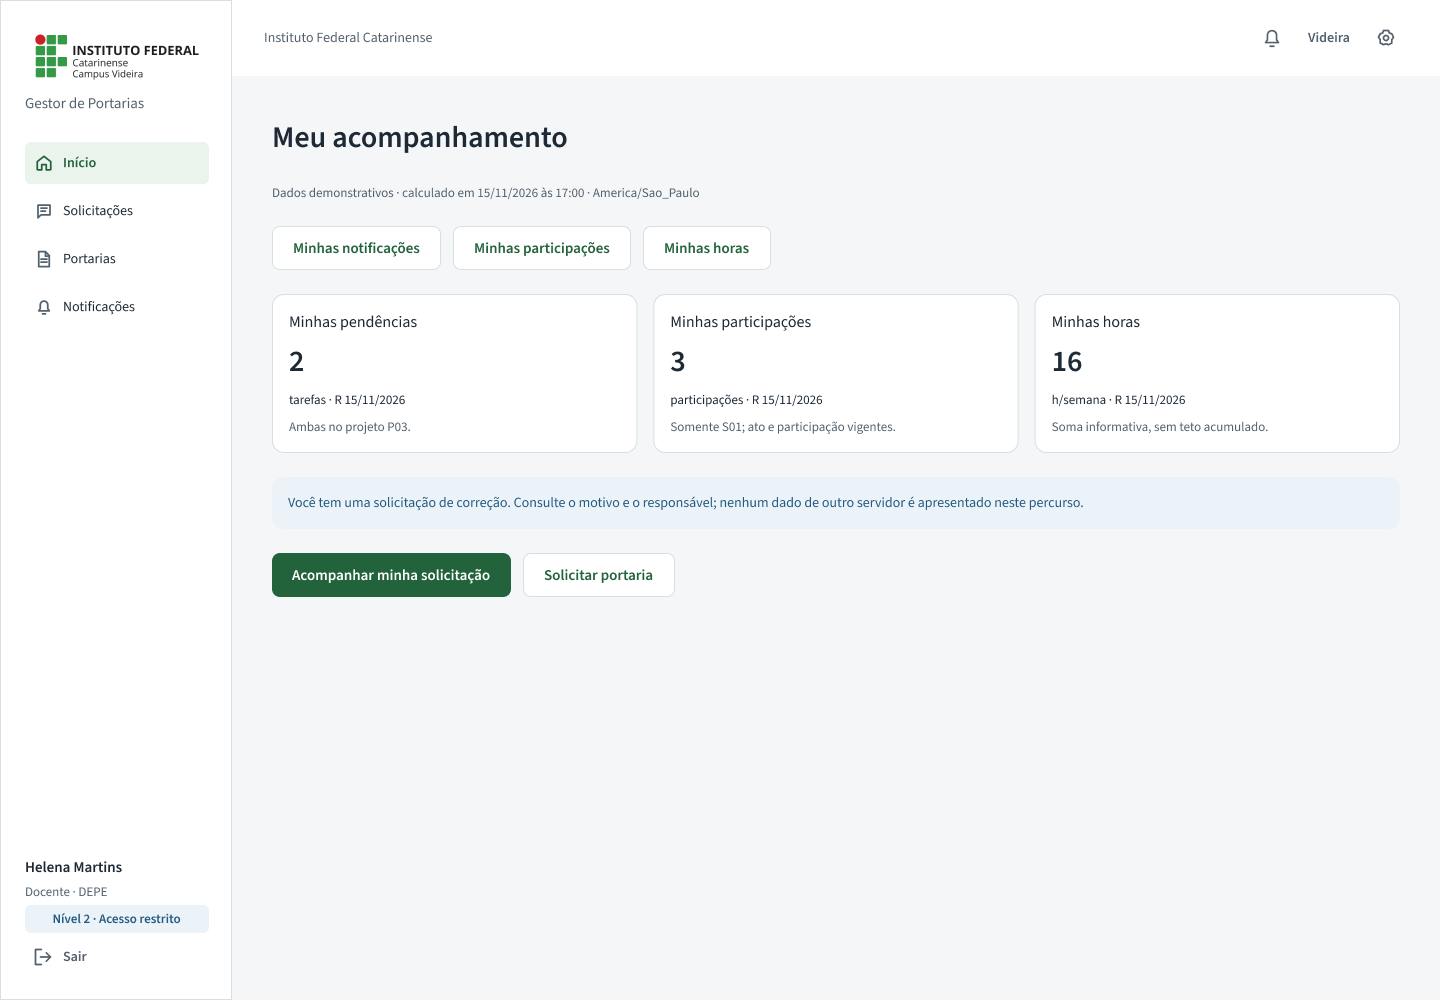 INSTITUTO FEDERAL
Catarinense
Campus Videira
Gestor de Portarias
Início
Solicitações
Portarias
Notificações
Helena Martins
Docente · DEPE
Nível 2 · Acesso restrito
Sair
Instituto Federal Catarinense
Videira
Meu acompanhamento
Dados demonstrativos · calculado em 15/11/2026 às 17:00 · America/Sao_Paulo
Minhas notificações
Minhas participações
Minhas horas
Minhas pendências
2
tarefas · R 15/11/2026
Ambas no projeto P03.
Minhas participações
3
participações · R 15/11/2026
Somente S01; ato e participação vigentes.
Minhas horas
16
h/semana · R 15/11/2026
Soma informativa, sem teto acumulado.
Você tem uma solicitação de correção. Consulte o motivo e o responsável; nenhum dado de outro servidor é apresentado neste percurso.
Acompanhar minha solicitação
Solicitar portaria